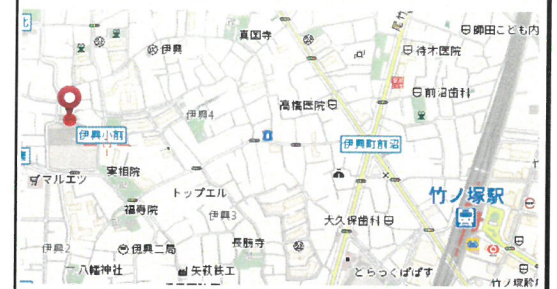 師田こども内
真国寺
伊興
待木医院
前沼歯科
高橋医院
伊興4
伊興小前
伊興町前沼
マルエツ
実相院
トップエル
竹ノ塚駅
福寿院
伊興3
大久保歯科
伊興2
伊興二局
長勝寺
八幡神社
矢萩鉄工
とらっくぱぱす
竹ノ塚駅